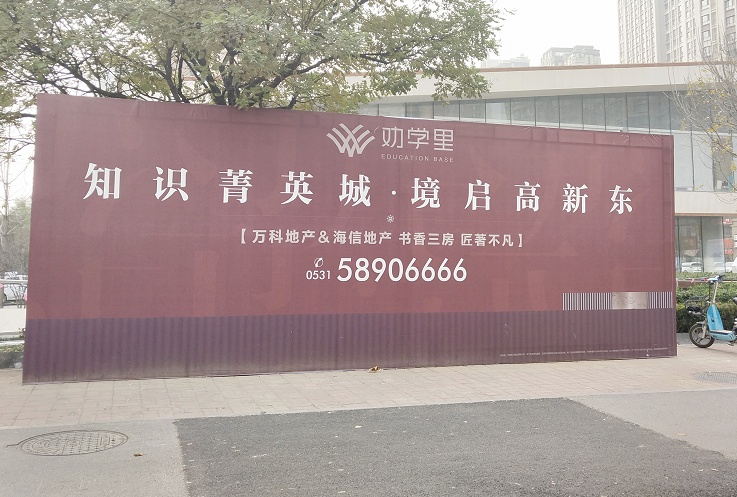 劝学里
EDUCATION BASE
知识菁英城·境启高新东
【万科地产&海信地产 书香三房 匠著不凡】
✆ 0531 58906666